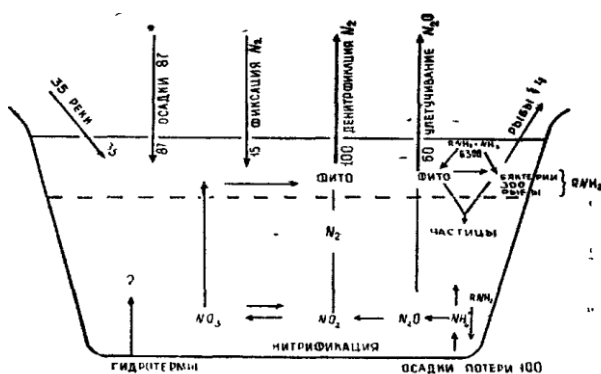 35 РЕКИ
35
ОСАДКИ 87
87
ФИКСАЦИЯ N₂
15
ДЕНИТРИФИКАЦИЯ N₂
100
УЛЕТУЧИВАНИЕ N₂O
60
РЫБЫ
RNH₂
6300
ФИТО
ФИТО
БАКТЕРИИ
300
РЫБЫ
RNH₂
N₂
ЧАСТИЦЫ
?
NO₃
NO₂
N₂O
NH₃
RNH₂
НИТРИФИКАЦИЯ
ГИДРОТЕРМЫ
ОСАДКИ ПОТЕРИ 100